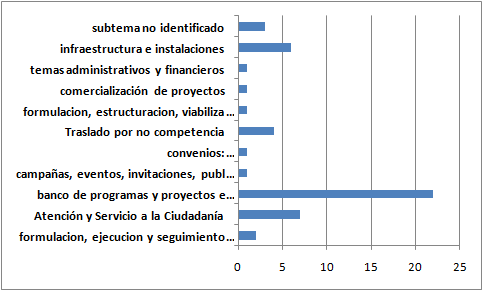 subtema no identificado
infraestructura e instalaciones
temas administrativos y financieros
comercialización de proyectos
formulacion, estructuracion, viabiliza …
Traslado por no competencia
convenios: …
campañas, eventos, invitaciones, publ …
banco de programas y proyectos e …
Atención y Servicio a la Ciudadanía
formulacion, ejecucion y seguimiento …
0 5 10 15 20 25